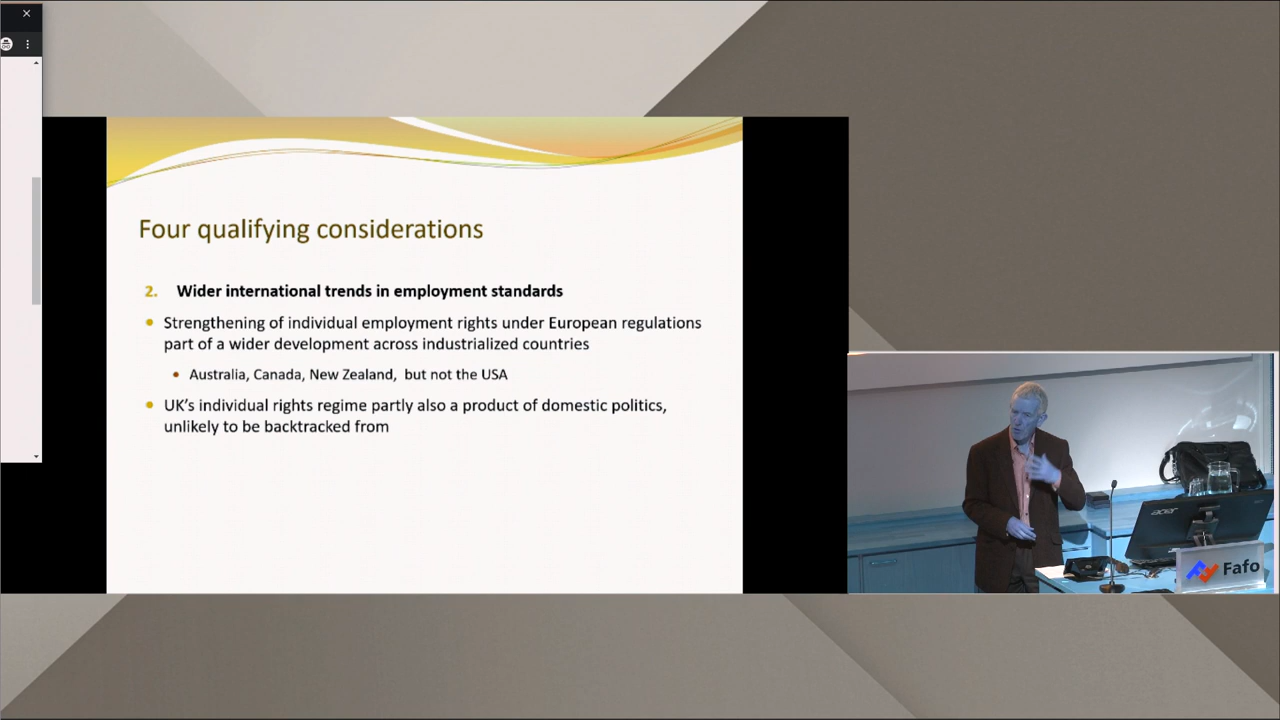 Four qualifying considerations
2. Wider international trends in employment standards
• Strengthening of individual employment rights under European regulations
part of a wider development across industrialized countries
• Australia, Canada, New Zealand, but not the USA
• UK's individual rights regime partly also a product of domestic politics,
unlikely to be backtracked from
acer
Fafo